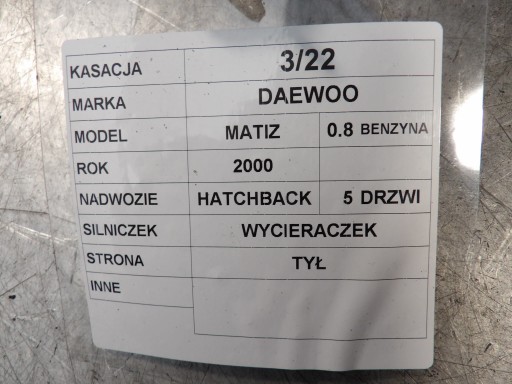 KASACJA 3/22
MARKA DAEWOO
MODEL MATIZ 0.8 BENZYNA
ROK 2000
NADWOZIE HATCHBACK 5 DRZWI
SILNICZEK WYCIERACZEK
STRONA TYŁ
INNE